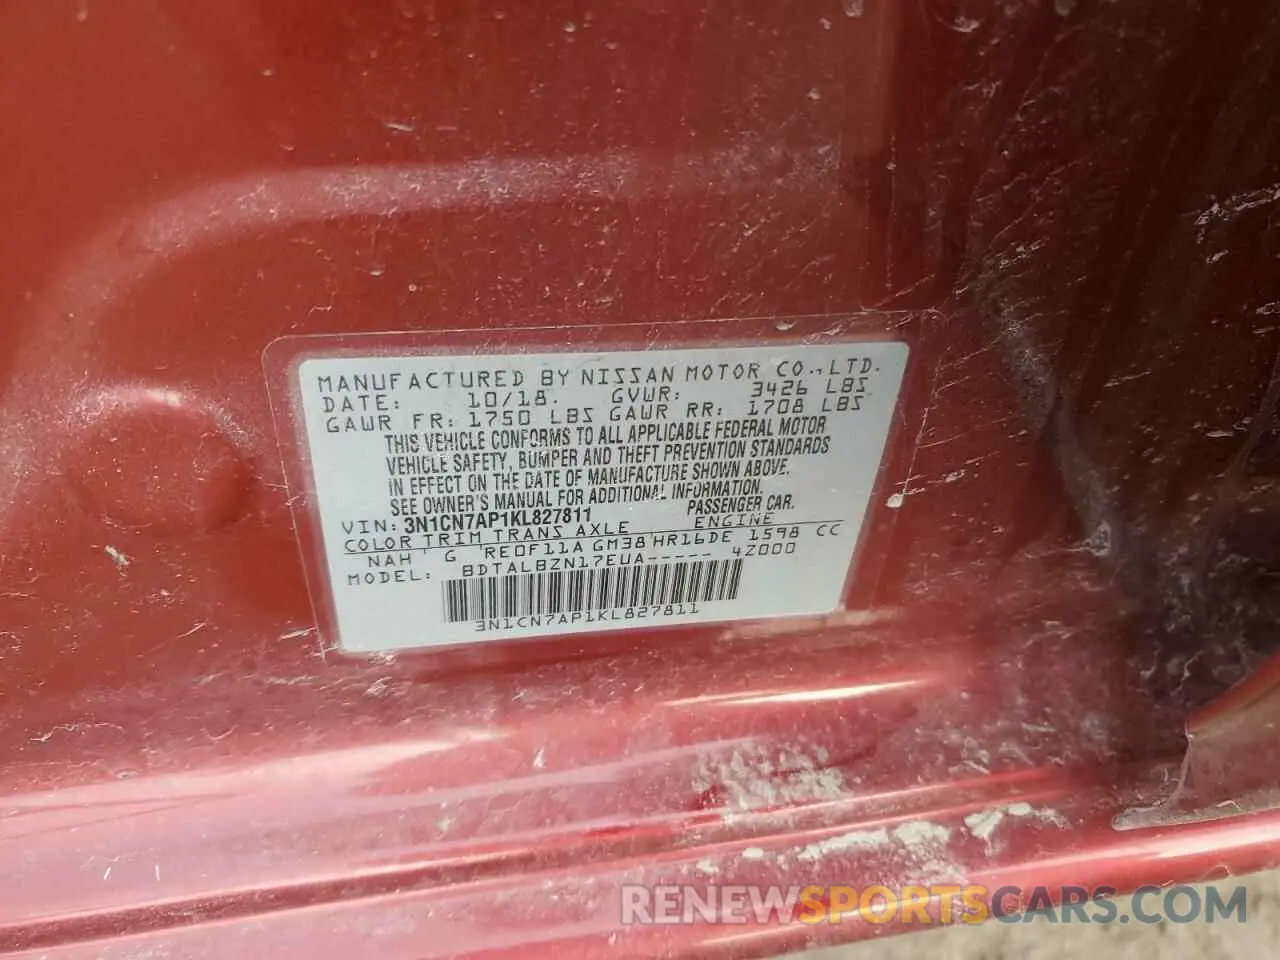 MANUFACTURED BY NISSAN MOTOR CO., LTD.
DATE: 10/18. GVWR: 3426 LBS
GAWR FR: 1750 LBS GAWR RR: 1708 LBS
THIS VEHICLE CONFORMS TO ALL APPLICABLE FEDERAL MOTOR
VEHICLE SAFETY, BUMPER AND THEFT PREVENTION STANDARDS
IN EFFECT ON THE DATE OF MANUFACTURE SHOWN ABOVE.
SEE OWNER'S MANUAL FOR ADDITIONAL INFORMATION.
VIN: 3N1CN7AP1KL827811 PASSENGER CAR.
COLOR TRIM TRANS AXLE ENGINE
NAH G RE0F11A GM38 HR16DE 1598 CC
MODEL: BDTALBZN17EUA----- 4Z000
3N1CN7AP1KL827811
RENEWSPORTSCARS.COM